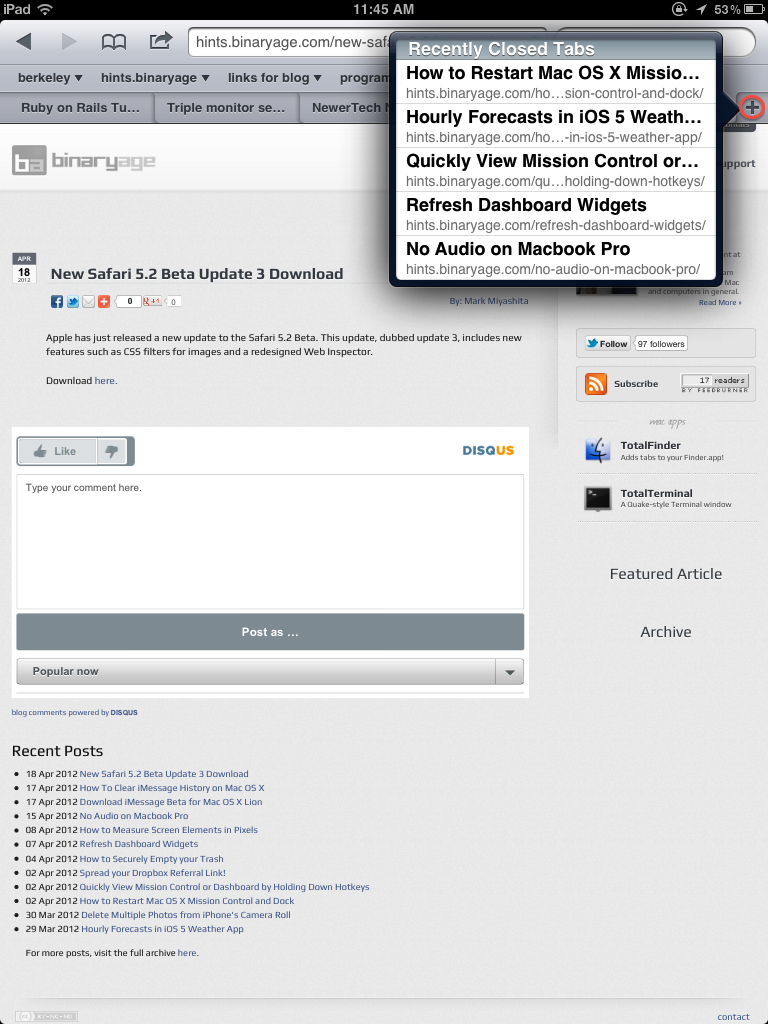 iPad
11:45 AM
53%
hints.binaryage.com/new-safa
berkeley ▼
hints.binaryage ▼
links for blog ▼
Ruby on Rails Tu...
Triple monitor se...
NewerTech
Recently Closed Tabs
How to Restart Mac OS X Missio...
hints.binaryage.com/ho...sion-control-and-dock/
Hourly Forecasts in iOS 5 Weath...
hints.binaryage.com/ho...-in-ios-5-weather-app/
Quickly View Mission Control or...
hints.binaryage.com/qu...holding-down-hotkeys/
Refresh Dashboard Widgets
hints.binaryage.com/refresh-dashboard-widgets/
No Audio on Macbook Pro
hints.binaryage.com/no-audio-on-macbook-pro/
ba binaryage
APR
18
2012
New Safari 5.2 Beta Update 3 Download
0
+1
0
By: Mark Miyashita
and computers in general.
Read More »
Apple has just released a new update to the Safari 5.2 Beta. This update, dubbed update 3, includes new
features such as CSS filters for images and a redesigned Web Inspector.
Download here.
Follow
97 followers
Subscribe
17 readers
BY FEEDBURNER
mac apps
TotalFinder
Adds tabs to your Finder.app!
TotalTerminal
A Quake-style Terminal window
Featured Article
Archive
Like
DISQUS
Type your comment here.
Post as ...
Popular now
blog comments powered by DISQUS
Recent Posts
18 Apr 2012 New Safari 5.2 Beta Update 3 Download
17 Apr 2012 How To Clear iMessage History on Mac OS X
17 Apr 2012 Download iMessage Beta for Mac OS X Lion
15 Apr 2012 No Audio on Macbook Pro
08 Apr 2012 How to Measure Screen Elements in Pixels
07 Apr 2012 Refresh Dashboard Widgets
04 Apr 2012 How to Securely Empty your Trash
02 Apr 2012 Spread your Dropbox Referral Link!
02 Apr 2012 Quickly View Mission Control or Dashboard by Holding Down Hotkeys
02 Apr 2012 How to Restart Mac OS X Mission Control and Dock
30 Mar 2012 Delete Multiple Photos from iPhone's Camera Roll
29 Mar 2012 Hourly Forecasts in iOS 5 Weather App
For more posts, visit the full archive here.
contact